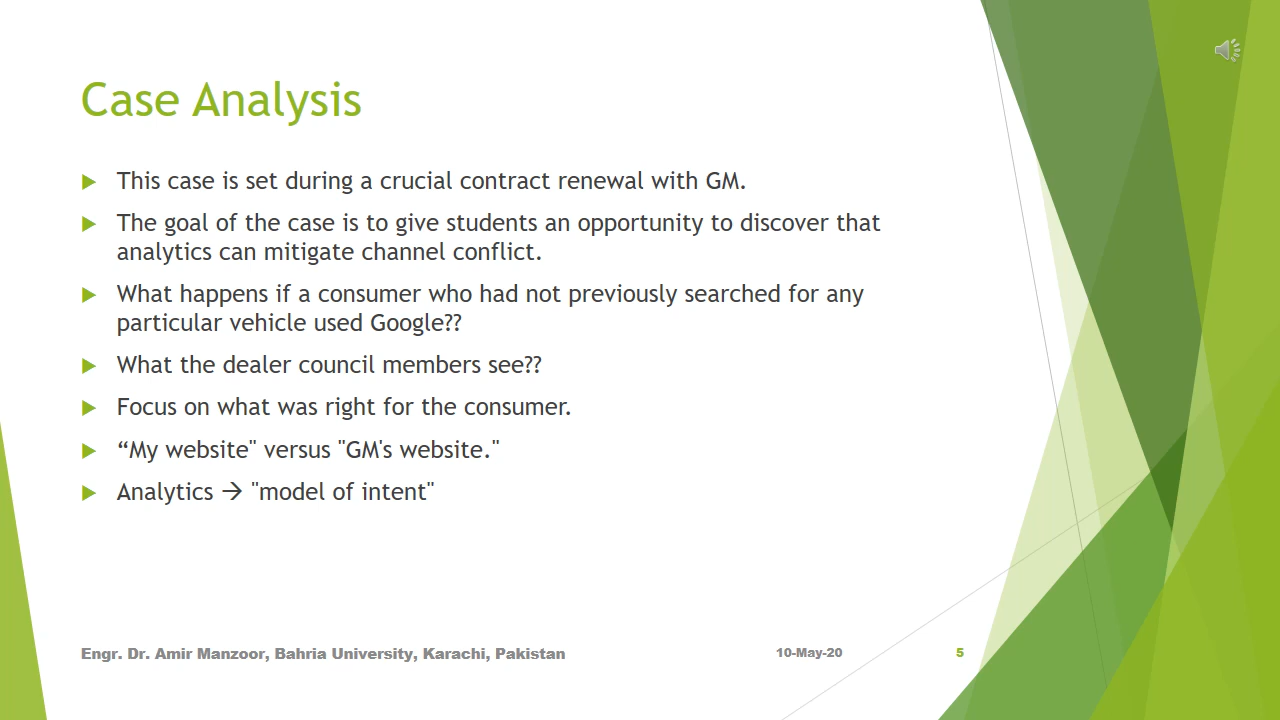 Case Analysis
This case is set during a crucial contract renewal with GM.
The goal of the case is to give students an opportunity to discover that
analytics can mitigate channel conflict.
What happens if a consumer who had not previously searched for any
particular vehicle used Google??
What the dealer council members see??
Focus on what was right for the consumer.
“My website" versus "GM's website."
Analytics → "model of intent"
Engr. Dr. Amir Manzoor, Bahria University, Karachi, Pakistan
10-May-20
5